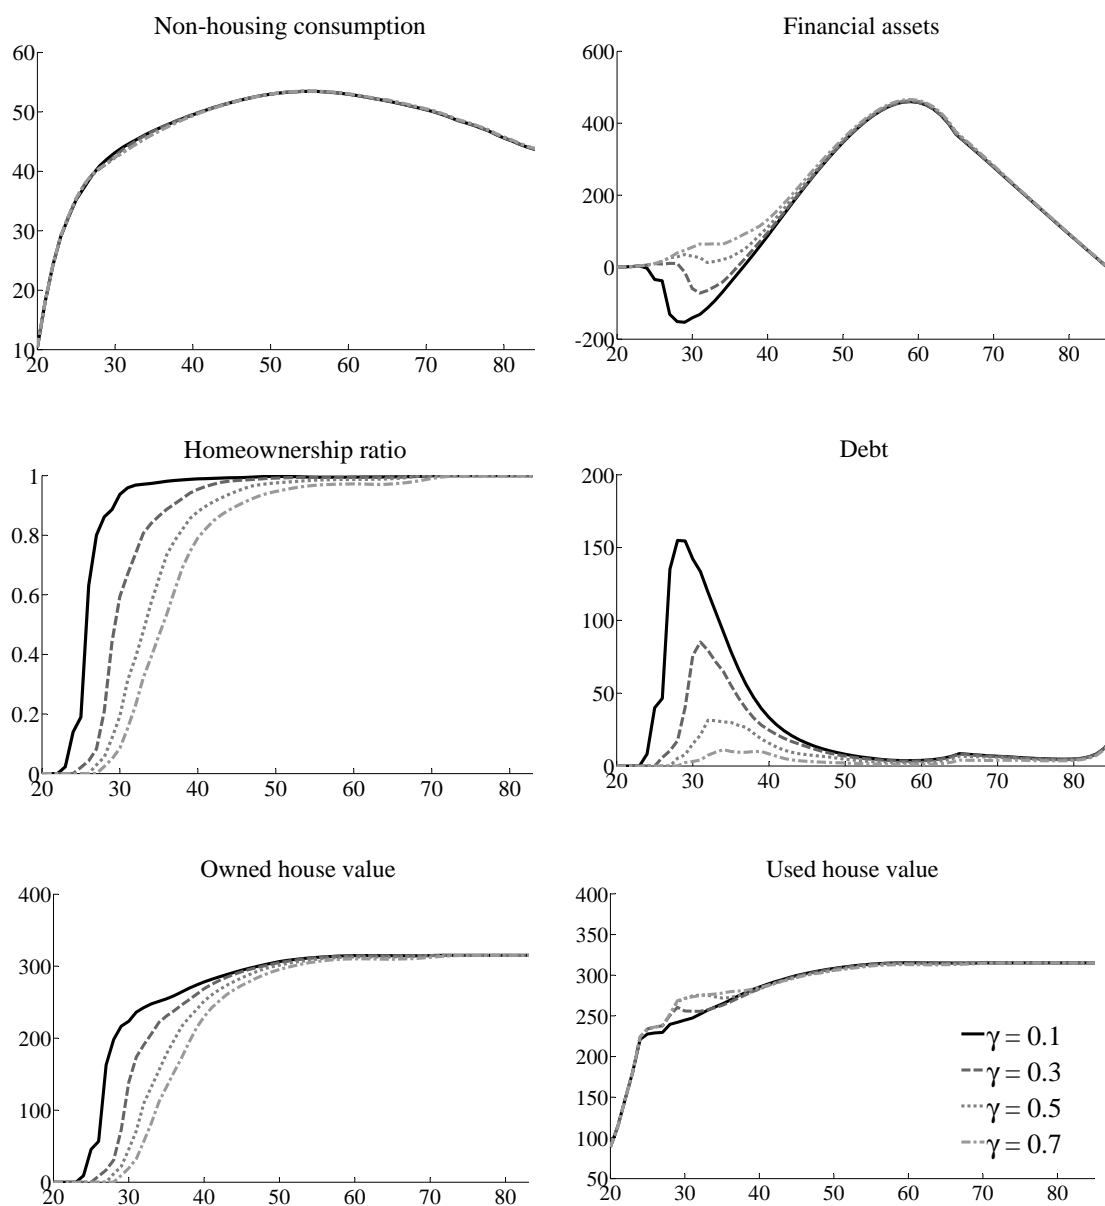 Non-housing consumption
60
50
40
30
20
10
20 30 40 50 60 70 80
Financial assets
600
400
200
0
-200
20 30 40 50 60 70 80
Homeownership ratio
1
0.8
0.6
0.4
0.2
0
20 30 40 50 60 70 80
Debt
200
150
100
50
0
20 30 40 50 60 70 80
Owned house value
400
300
200
100
0
20 30 40 50 60 70 80
Used house value
400
350
300
250
200
150
100
50
20 30 40 50 60 70 80
γ = 0.1
γ = 0.3
γ = 0.5
γ = 0.7